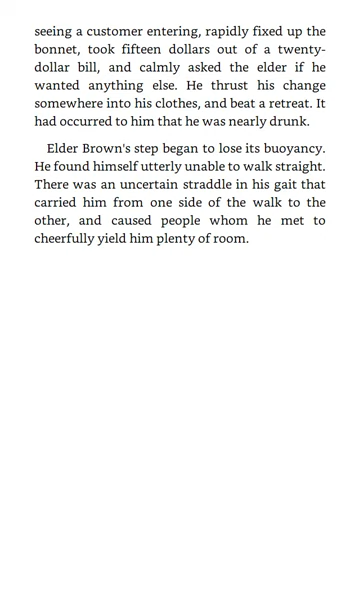 seeing a customer entering, rapidly fixed up the
bonnet, took fifteen dollars out of a twenty-
dollar bill, and calmly asked the elder if he
wanted anything else. He thrust his change
somewhere into his clothes, and beat a retreat. It
had occurred to him that he was nearly drunk.
Elder Brown's step began to lose its buoyancy.
He found himself utterly unable to walk straight.
There was an uncertain straddle in his gait that
carried him from one side of the walk to the
other, and caused people whom he met to
cheerfully yield him plenty of room.